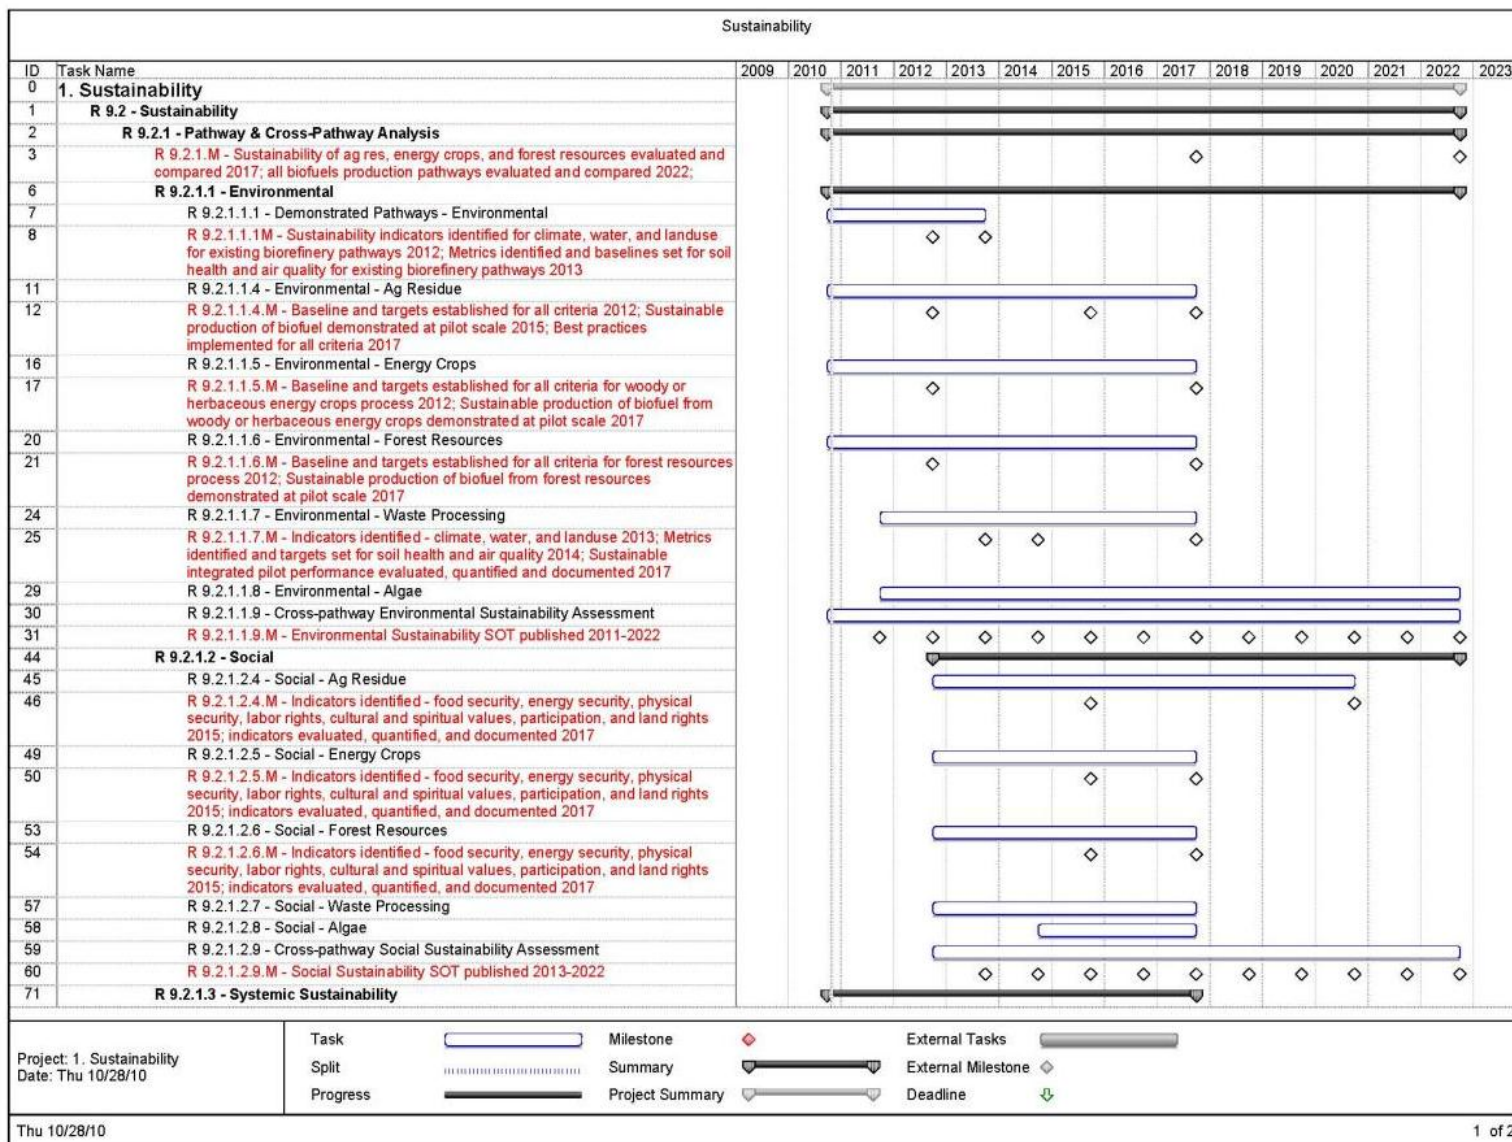 Sustainability
ID Task Name 2009 2010 2011 2012 2013 2014 2015 2016 2017 2018 2019 2020 2021 2022 2023
0 1. Sustainability
1 R 9.2 - Sustainability
2 R 9.2.1 - Pathway & Cross-Pathway Analysis
3 R 9.2.1.M - Sustainability of ag res, energy crops, and forest resources evaluated and
compared 2017; all biofuels production pathways evaluated and compared 2022;
6 R 9.2.1.1 - Environmental
7 R 9.2.1.1.1 - Demonstrated Pathways - Environmental
8 R 9.2.1.1.1M - Sustainability indicators identified for climate, water, and landuse
for existing biorefinery pathways 2012; Metrics identified and baselines set for soil
health and air quality for existing biorefinery pathways 2013
11 R 9.2.1.1.4 - Environmental - Ag Residue
12 R 9.2.1.1.4.M - Baseline and targets established for all criteria 2012; Sustainable
production of biofuel demonstrated at pilot scale 2015; Best practices
implemented for all criteria 2017
16 R 9.2.1.1.5 - Environmental - Energy Crops
17 R 9.2.1.1.5.M - Baseline and targets established for all criteria for woody or
herbaceous energy crops process 2012; Sustainable production of biofuel from
woody or herbaceous energy crops demonstrated at pilot scale 2017
20 R 9.2.1.1.6 - Environmental - Forest Resources
21 R 9.2.1.1.6.M - Baseline and targets established for all criteria for forest resources
process 2012; Sustainable production of biofuel from forest resources
demonstrated at pilot scale 2017
24 R 9.2.1.1.7 - Environmental - Waste Processing
25 R 9.2.1.1.7.M - Indicators identified - climate, water, and landuse 2013; Metrics
identified and targets set for soil health and air quality 2014; Sustainable
integrated pilot performance evaluated, quantified and documented 2017
29 R 9.2.1.1.8 - Environmental - Algae
30 R 9.2.1.1.9 - Cross-pathway Environmental Sustainability Assessment
31 R 9.2.1.1.9.M - Environmental Sustainability SOT published 2011-2022
44 R 9.2.1.2 - Social
45 R 9.2.1.2.4 - Social - Ag Residue
46 R 9.2.1.2.4.M - Indicators identified - food security, energy security, physical
security, labor rights, cultural and spiritual values, participation, and land rights
2015; indicators evaluated, quantified, and documented 2017
49 R 9.2.1.2.5 - Social - Energy Crops
50 R 9.2.1.2.5.M - Indicators identified - food security, energy security, physical
security, labor rights, cultural and spiritual values, participation, and land rights
2015; indicators evaluated, quantified, and documented 2017
53 R 9.2.1.2.6 - Social - Forest Resources
54 R 9.2.1.2.6.M - Indicators identified - food security, energy security, physical
security, labor rights, cultural and spiritual values, participation, and land rights
2015; indicators evaluated, quantified, and documented 2017
57 R 9.2.1.2.7 - Social - Waste Processing
58 R 9.2.1.2.8 - Social - Algae
59 R 9.2.1.2.9 - Cross-pathway Social Sustainability Assessment
60 R 9.2.1.2.9.M - Social Sustainability SOT published 2013-2022
71 R 9.2.1.3 - Systemic Sustainability
Project: 1. Sustainability
Date: Thu 10/28/10
Task Milestone External Tasks
Split Summary External Milestone
Progress Project Summary Deadline
Thu 10/28/10 1 of 2